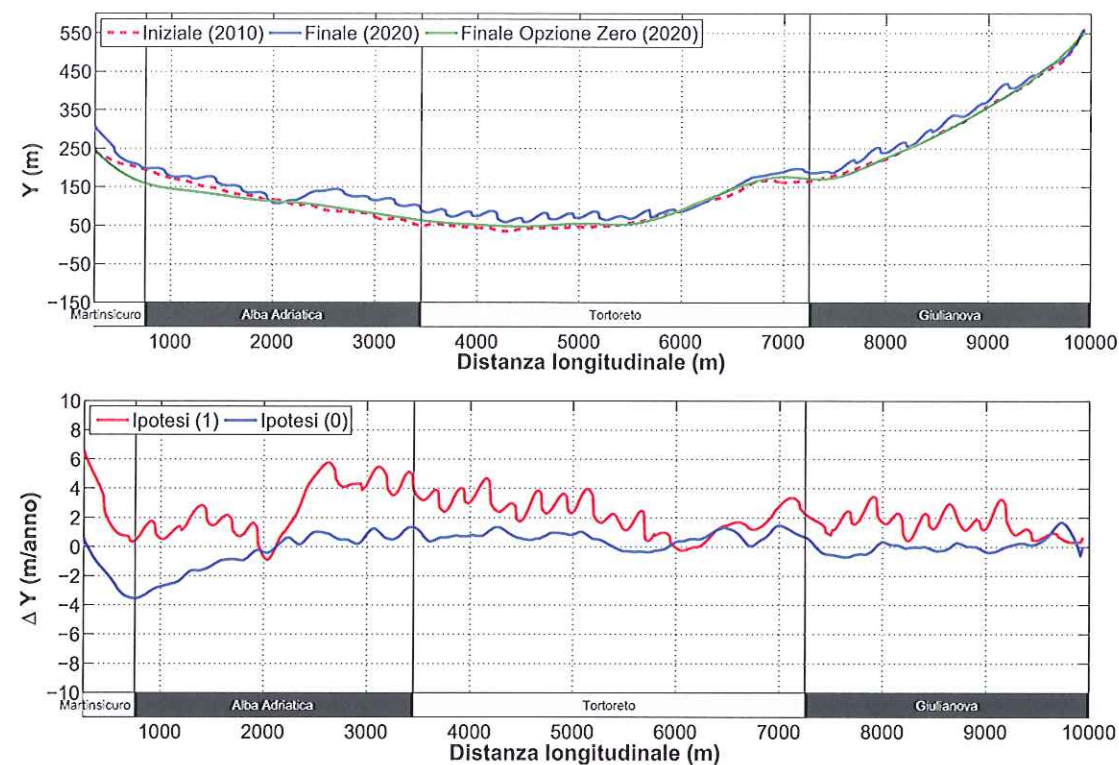 Iniziale (2010) Finale (2020) Finale Opzione Zero (2020)
550
450
350
250
150
50
−50
−150
Y (m)
Martinsicuro Alba Adriatica Tortoreto Giulianova
1000 2000 3000 4000 5000 6000 7000 8000 9000 10000
Distanza longitudinale (m)
Ipotesi (1) Ipotesi (0)
10
8
6
4
2
0
−2
−4
−6
−8
−10
Δ Y (m/anno)
Martinsicuro Alba Adriatica Tortoreto Giulianova
1000 2000 3000 4000 5000 6000 7000 8000 9000 10000
Distanza longitudinale (m)